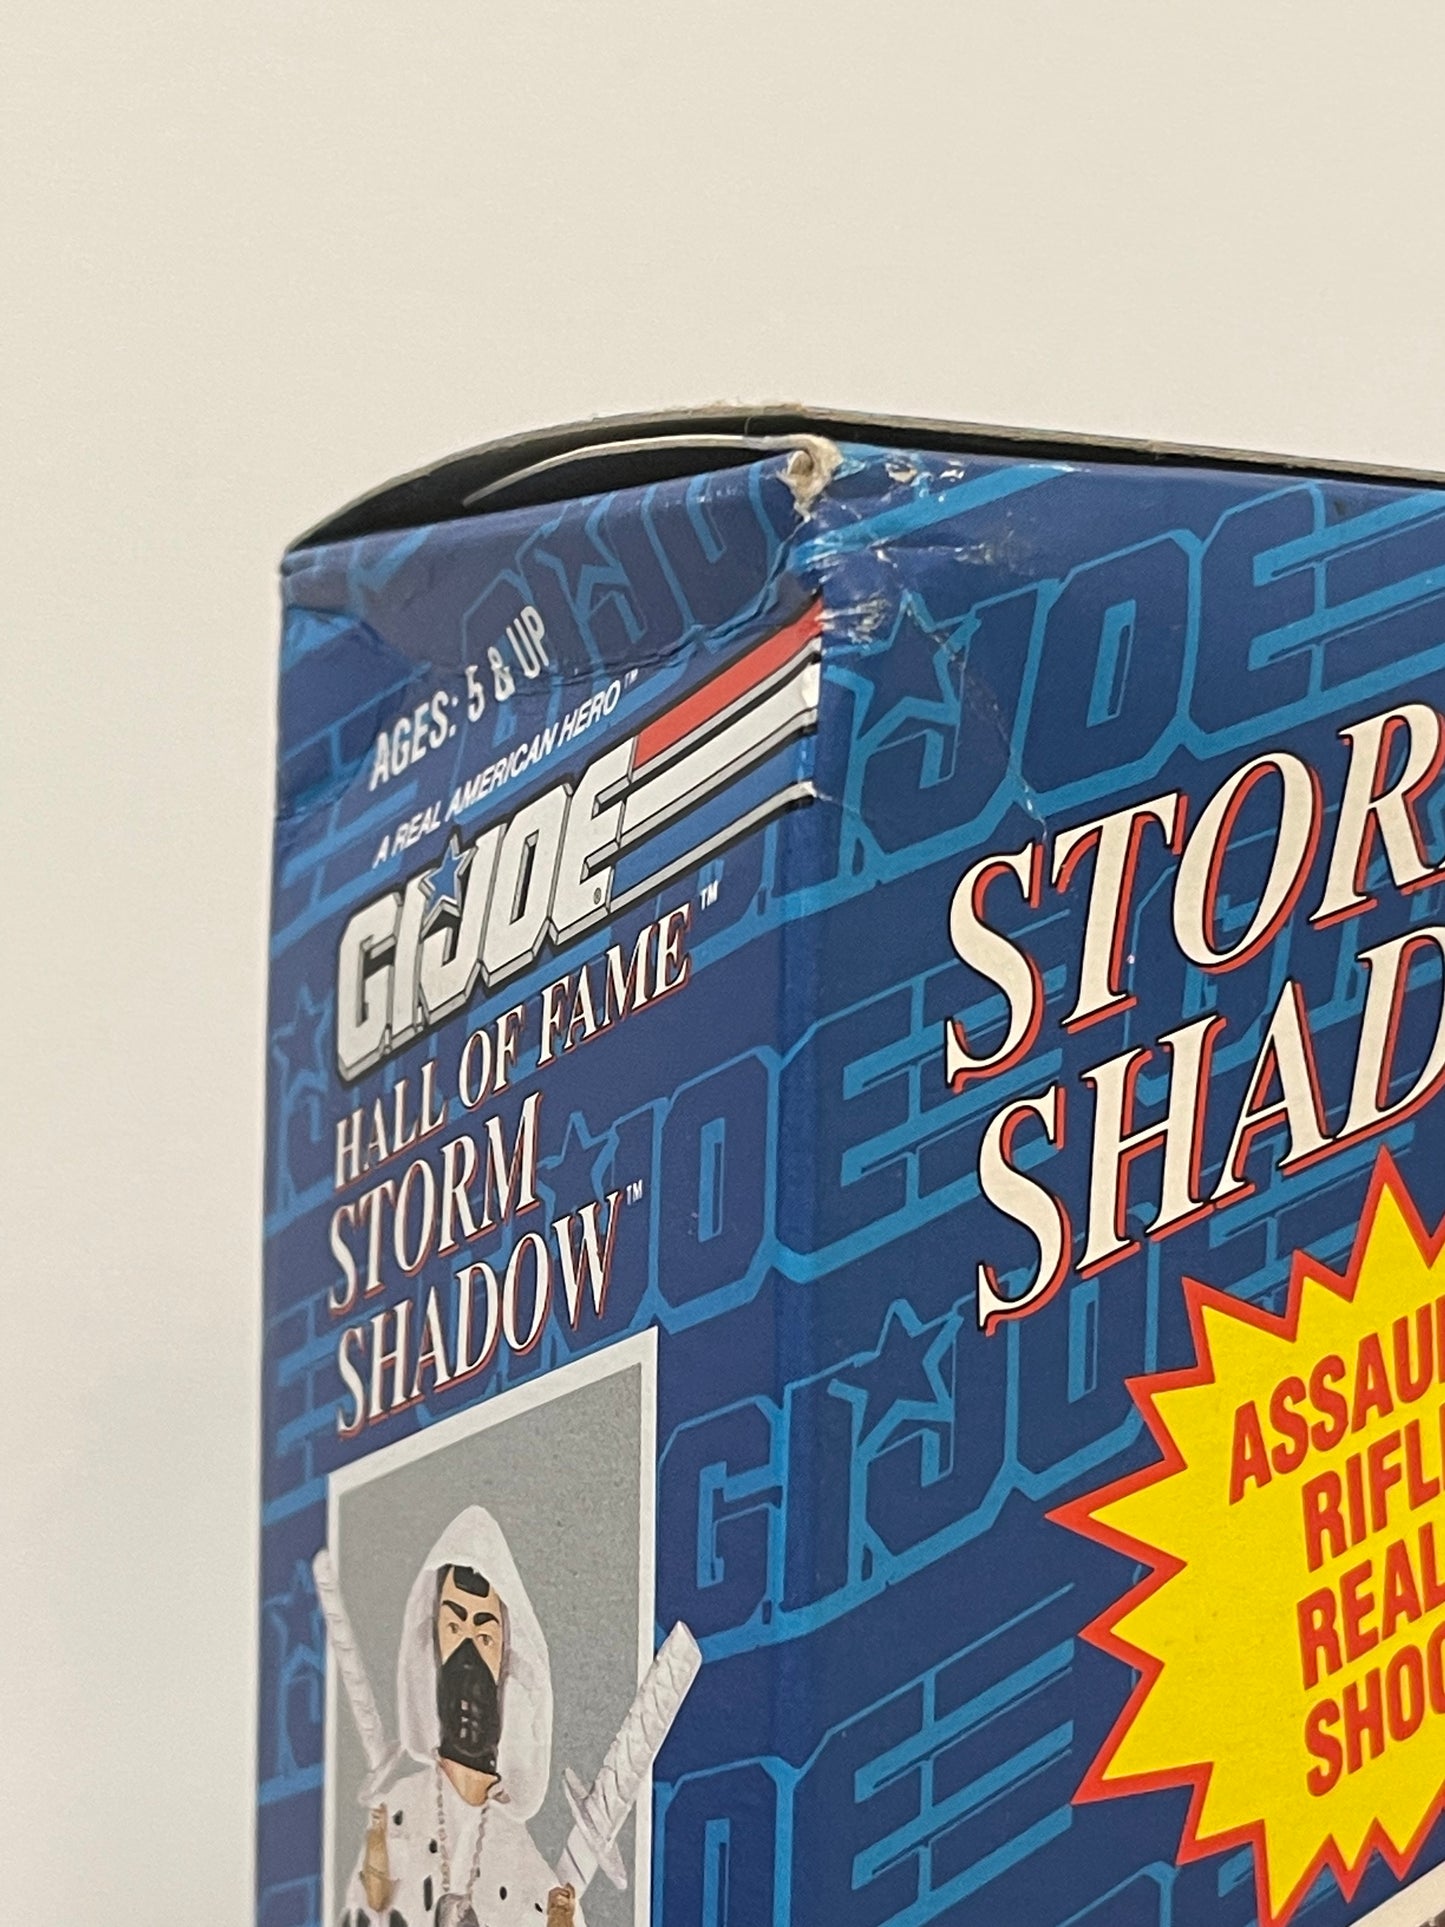 AGES: 5 & UP
A REAL AMERICAN HERO™
G.I.JOE®
HALL OF FAME™
STORM
SHADOW™
STOR
SHAD
ASSAU
RIFL
REAL
SHOO